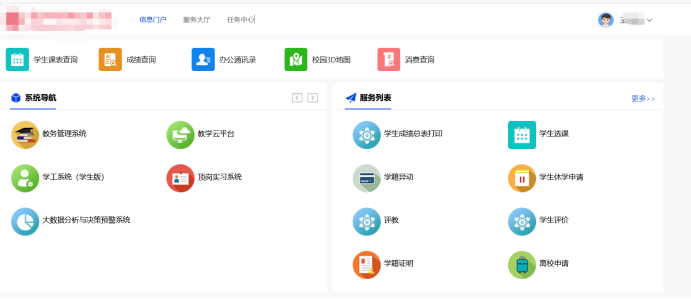 信息门户 服务大厅 任务中心
学生课表查询 成绩查询 办公通讯录 校园3D地图 消费查询
系统导航
教务管理系统 教学云平台
学工系统（学生版） 顶岗实习系统
大数据分析与决策预警系统
服务列表 更多>>
学生成绩总表打印 学生选课
学籍异动 学生休学申请
评教 学生评价
学籍证明 离校申请